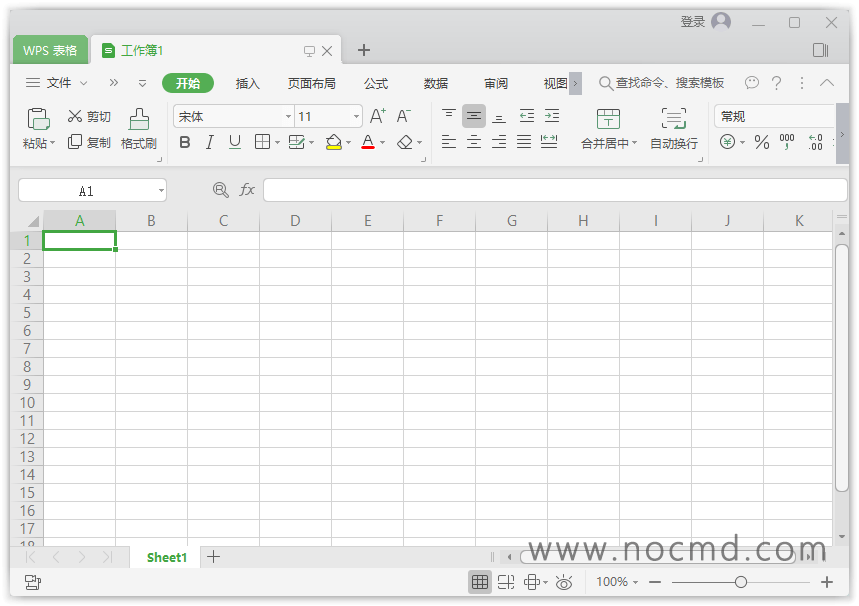 登录
WPS 表格 工作簿1
文件 开始 插入 页面布局 公式 数据 审阅 视图 查找命令、搜索模板
剪切 宋体 11 A+ A- 常规
粘贴 复制 格式刷 B I U A 合并居中 自动换行 ¥ % 000 .00
A1 fx
A B C D E F G H I J K
1
2
3
4
5
6
7
8
9
10
11
12
13
14
15
16
17
18
Sheet1
www.nocmd.com
100%